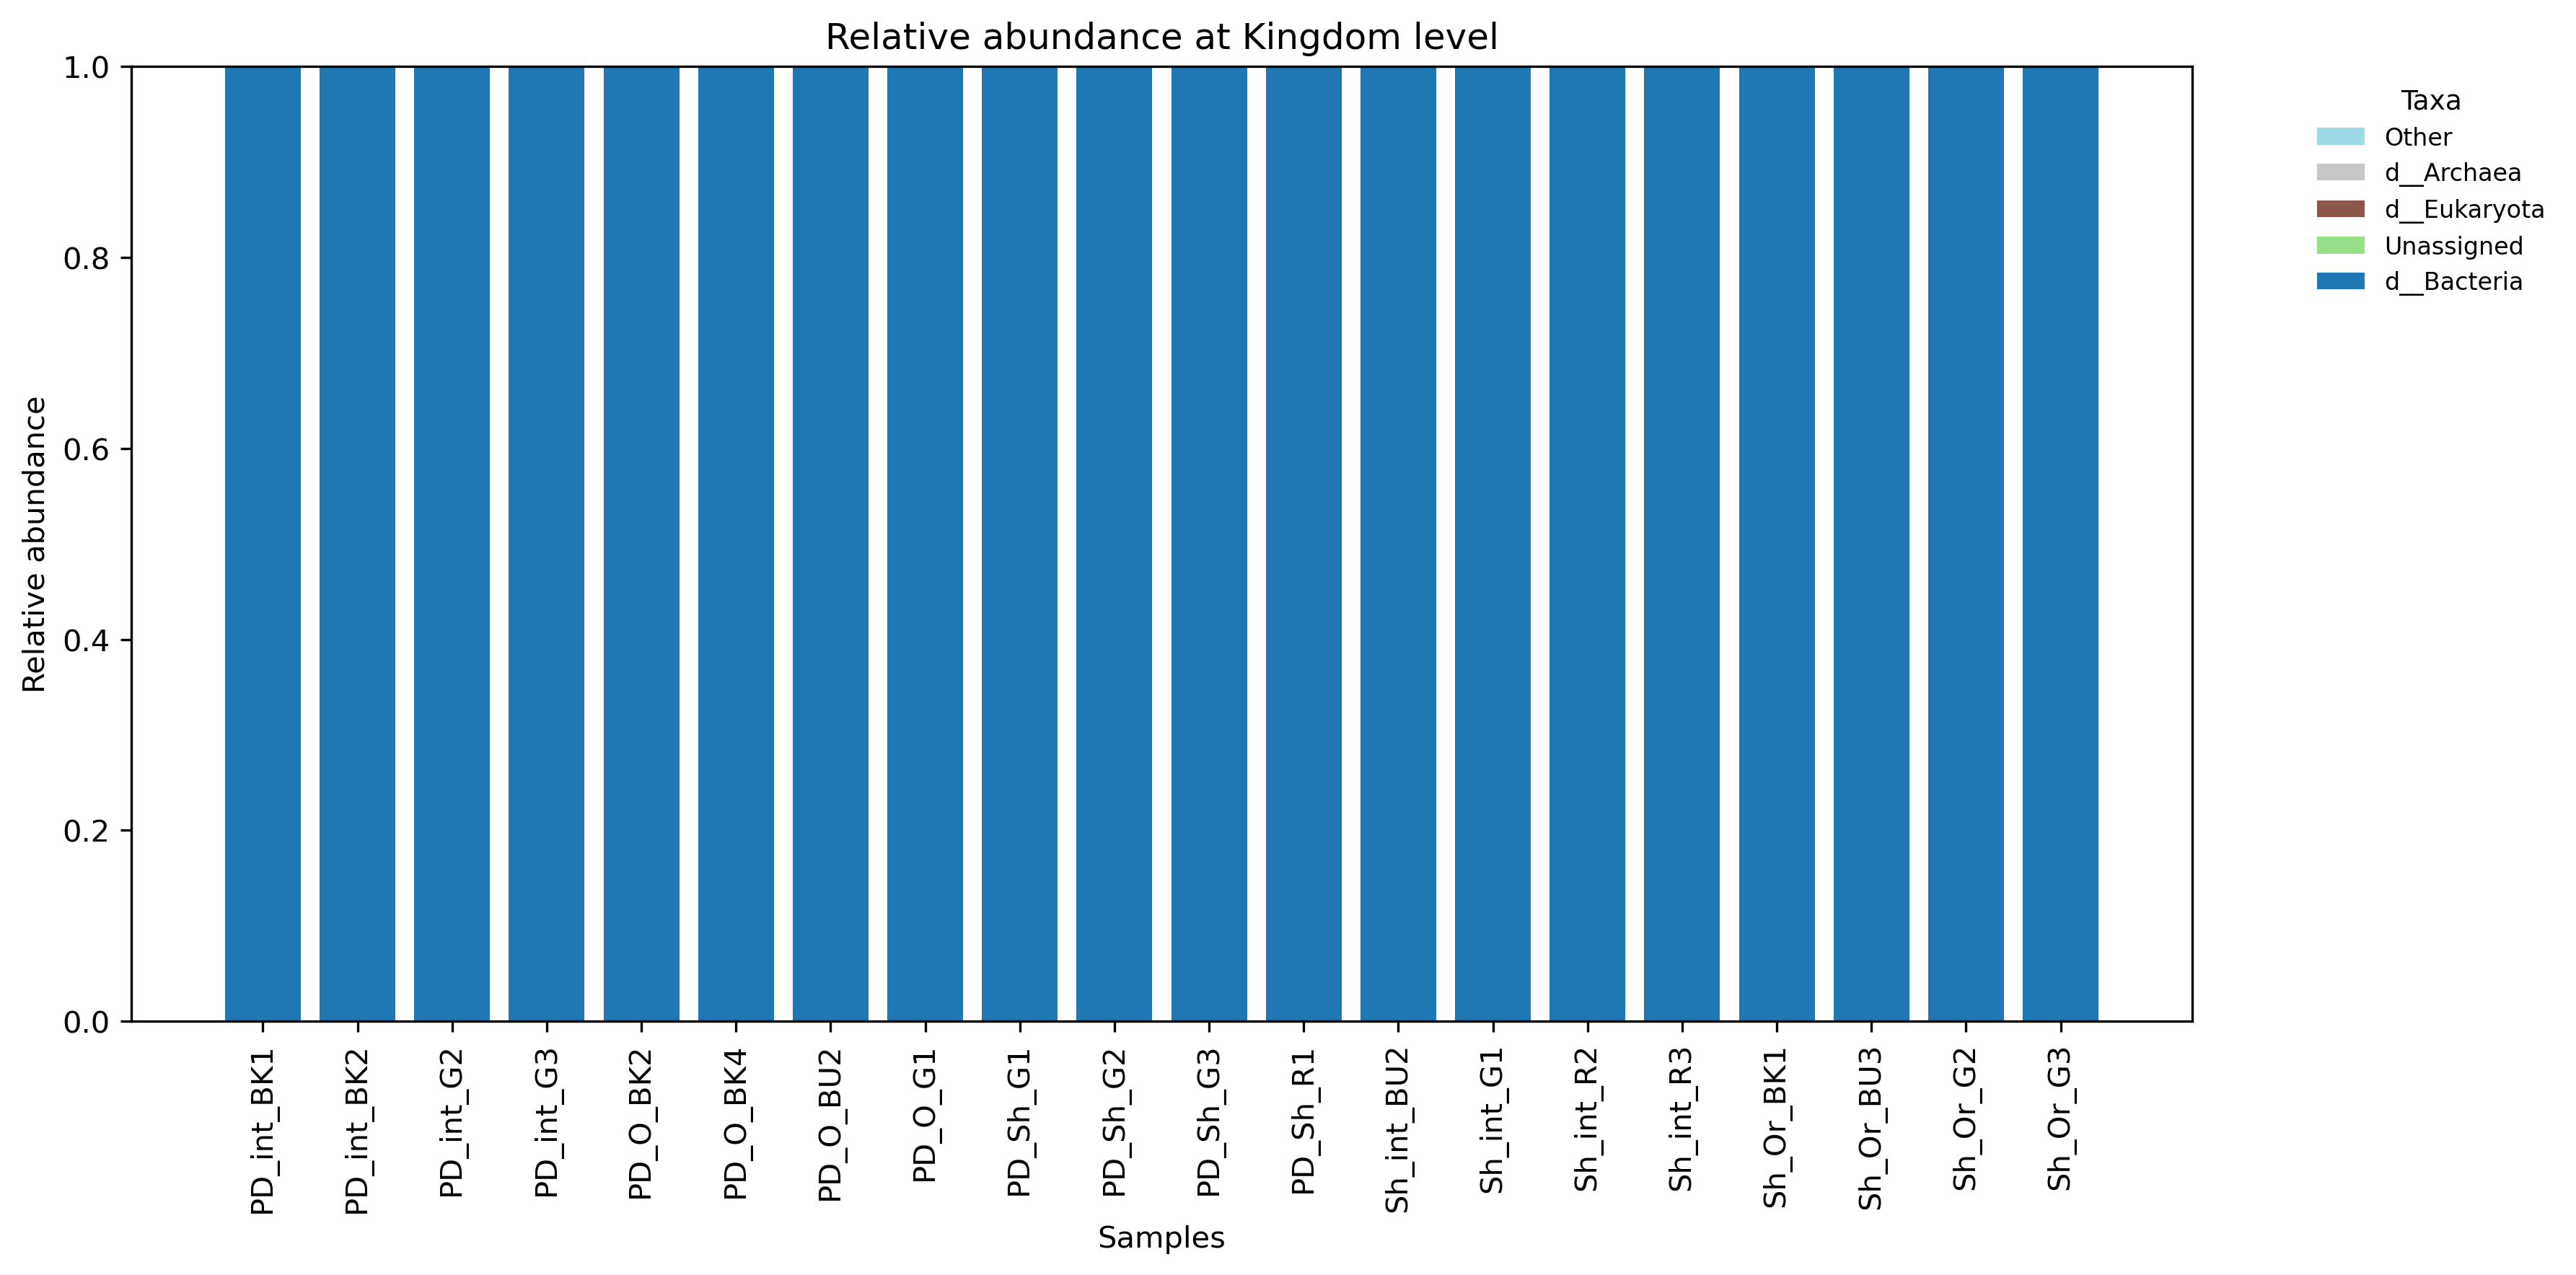 Relative abundance at Kingdom level
1.0
0.8
0.6
0.4
0.2
0.0
Relative abundance
PD_int_BK1
PD_int_BK2
PD_int_G2
PD_int_G3
PD_O_BK2
PD_O_BK4
PD_O_BU2
PD_O_G1
PD_Sh_G1
PD_Sh_G2
PD_Sh_G3
PD_Sh_R1
Sh_int_BU2
Sh_int_G1
Sh_int_R2
Sh_int_R3
Sh_Or_BK1
Sh_Or_BU3
Sh_Or_G2
Sh_Or_G3
Samples
Taxa
Other
d__Archaea
d__Eukaryota
Unassigned
d__Bacteria